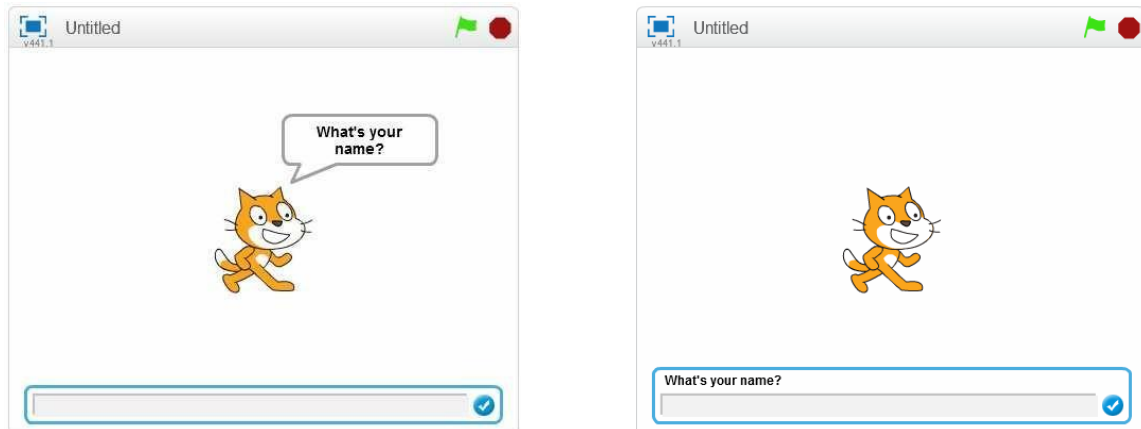 Untitled
v441.1
What's your
name?
Untitled
v441.1
What's your name?